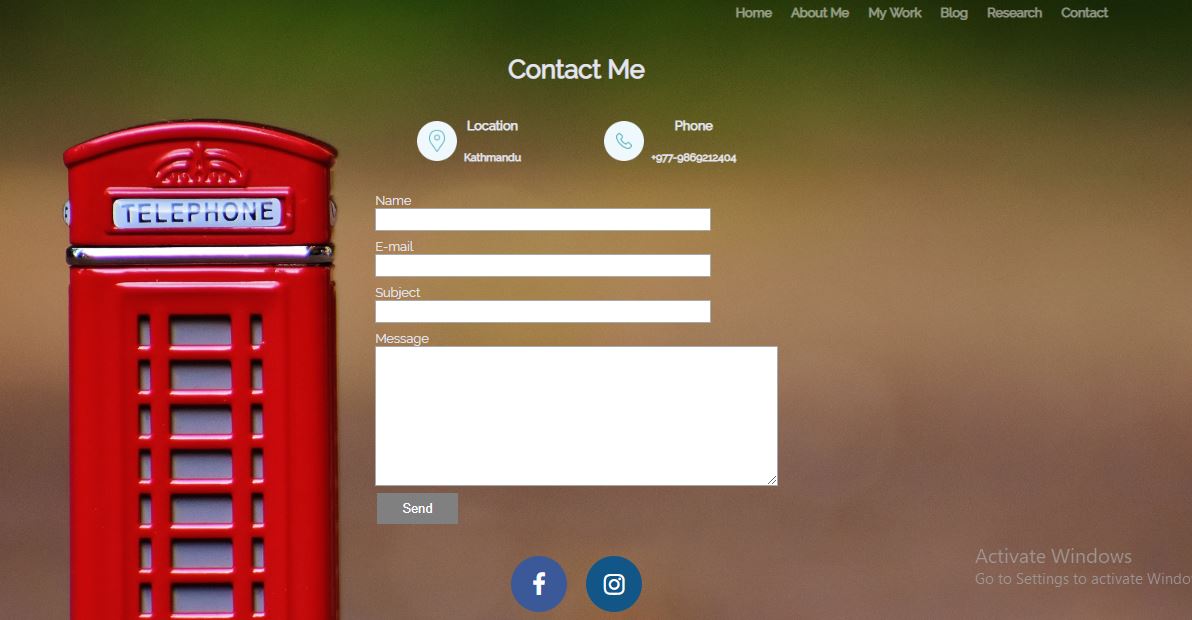 Home About Me My Work Blog Research Contact
Contact Me
Location
Kathmandu
Phone
+977-9869212404
TELEPHONE
Name
E-mail
Subject
Message
Send
Activate Windows
Go to Settings to activate Windo